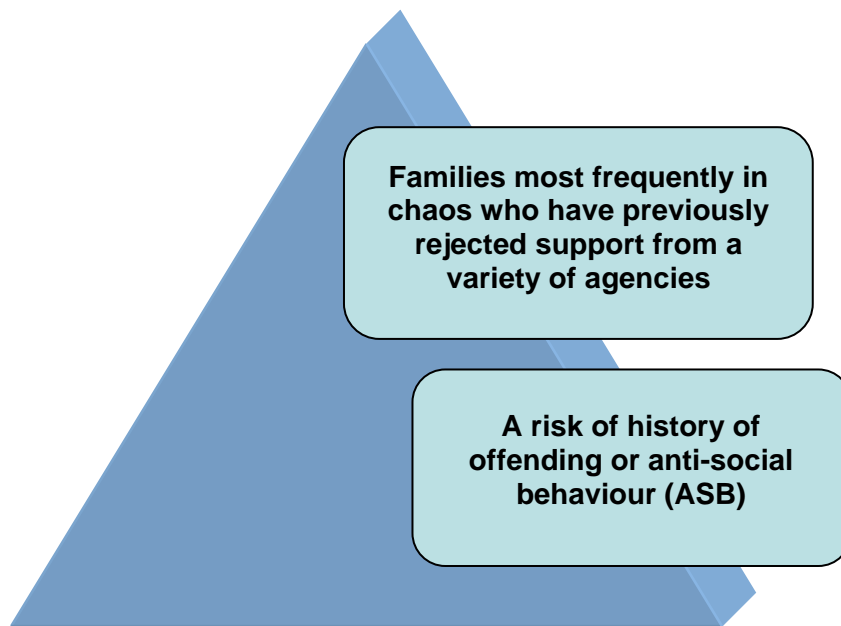 Families most frequently in
chaos who have previously
rejected support from a
variety of agencies
A risk of history of
offending or anti-social
behaviour (ASB)